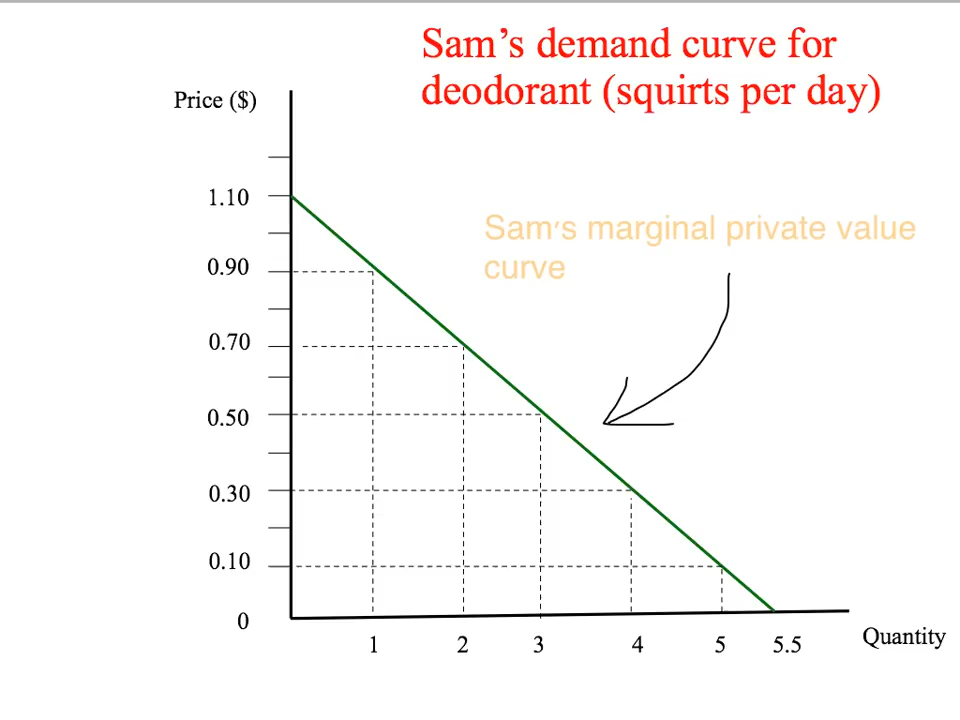 Sam’s demand curve for
deodorant (squirts per day)
Price ($)
1.10
Sam's marginal private value
curve
0.90
0.70
0.50
0.30
0.10
0
1 2 3 4 5 5.5
Quantity